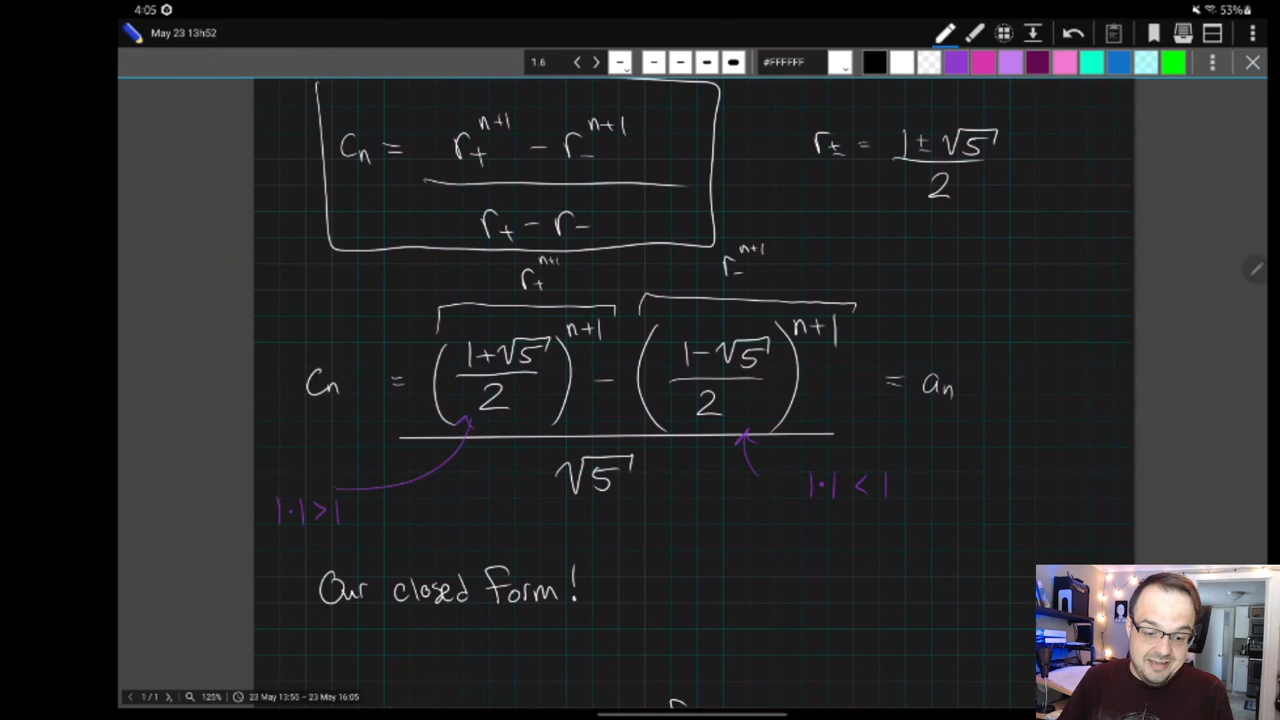 4:05 53%
May 23 13h52
1.6 #FFFFFF
cₙ = (r₊ⁿ⁺¹ − r₋ⁿ⁺¹) / (r₊ − r₋)
r± = (1 ± √5) / 2
r₊ⁿ⁺¹ r₋ⁿ⁺¹
cₙ = (((1+√5)/2)ⁿ⁺¹ − ((1−√5)/2)ⁿ⁺¹) / √5 = aₙ
|·| > 1 |·| < 1
Our closed form!
1/1 125% 23 May 13:55 - 23 May 16:05